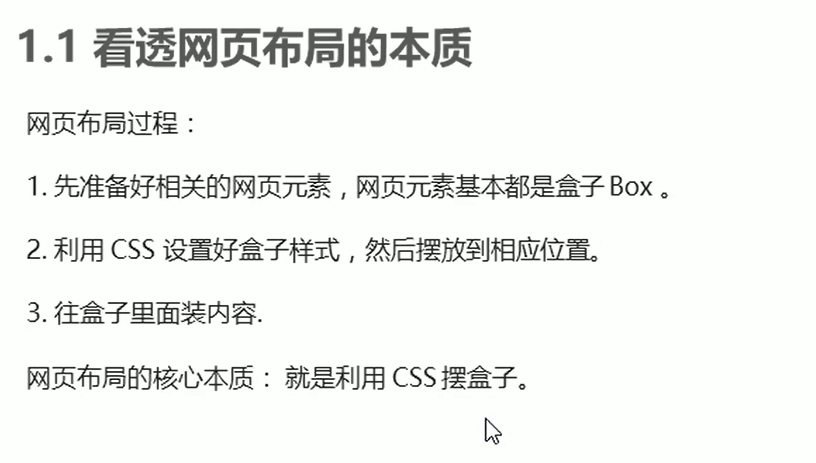 1.1 看透网页布局的本质
网页布局过程：
1. 先准备好相关的网页元素，网页元素基本都是盒子 Box 。
2. 利用 CSS 设置好盒子样式，然后摆放到相应位置。
3. 往盒子里面装内容.
网页布局的核心本质： 就是利用 CSS 摆盒子。